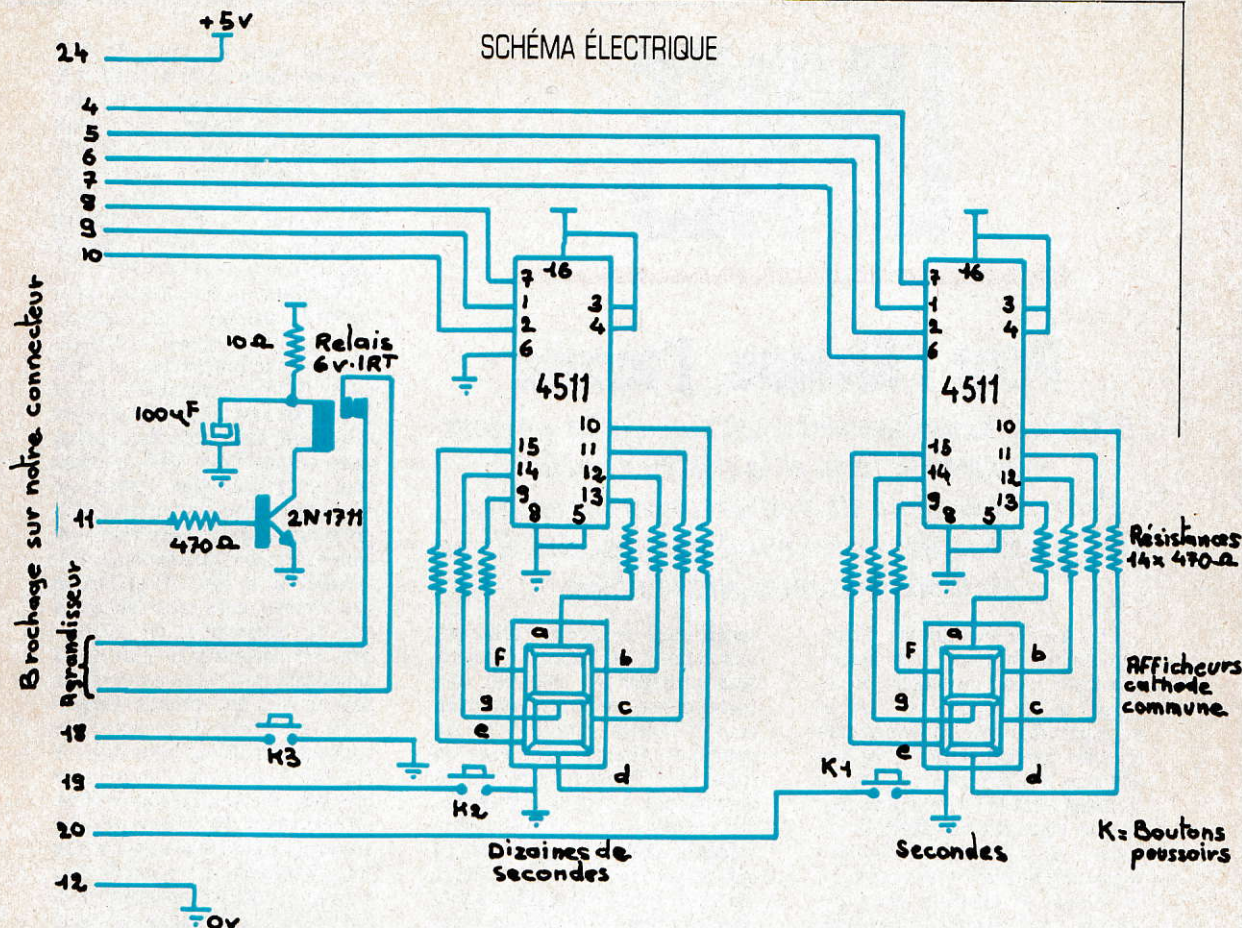 SCHÉMA ÉLECTRIQUE
+5v
24
4
5
6
7
8
9
10
Brochage sur notre connecteur
10Ω
Relais
6v.1RT
100µF
11
470Ω
2N1711
Agrandisseur
18
K3
19
K2
20
K1
12
0v
16
7
1
2
6
3
4
4511
15
14
9
10
11
12
13
8
5
a
F
b
g
c
e
d
Dizaines de
secondes
16
7
1
2
6
3
4
4511
15
14
9
10
11
12
13
8
5
a
F
b
g
c
e
d
Secondes
Résistances
14x 470Ω
Afficheurs
cathode
commune
K= Boutons
poussoirs